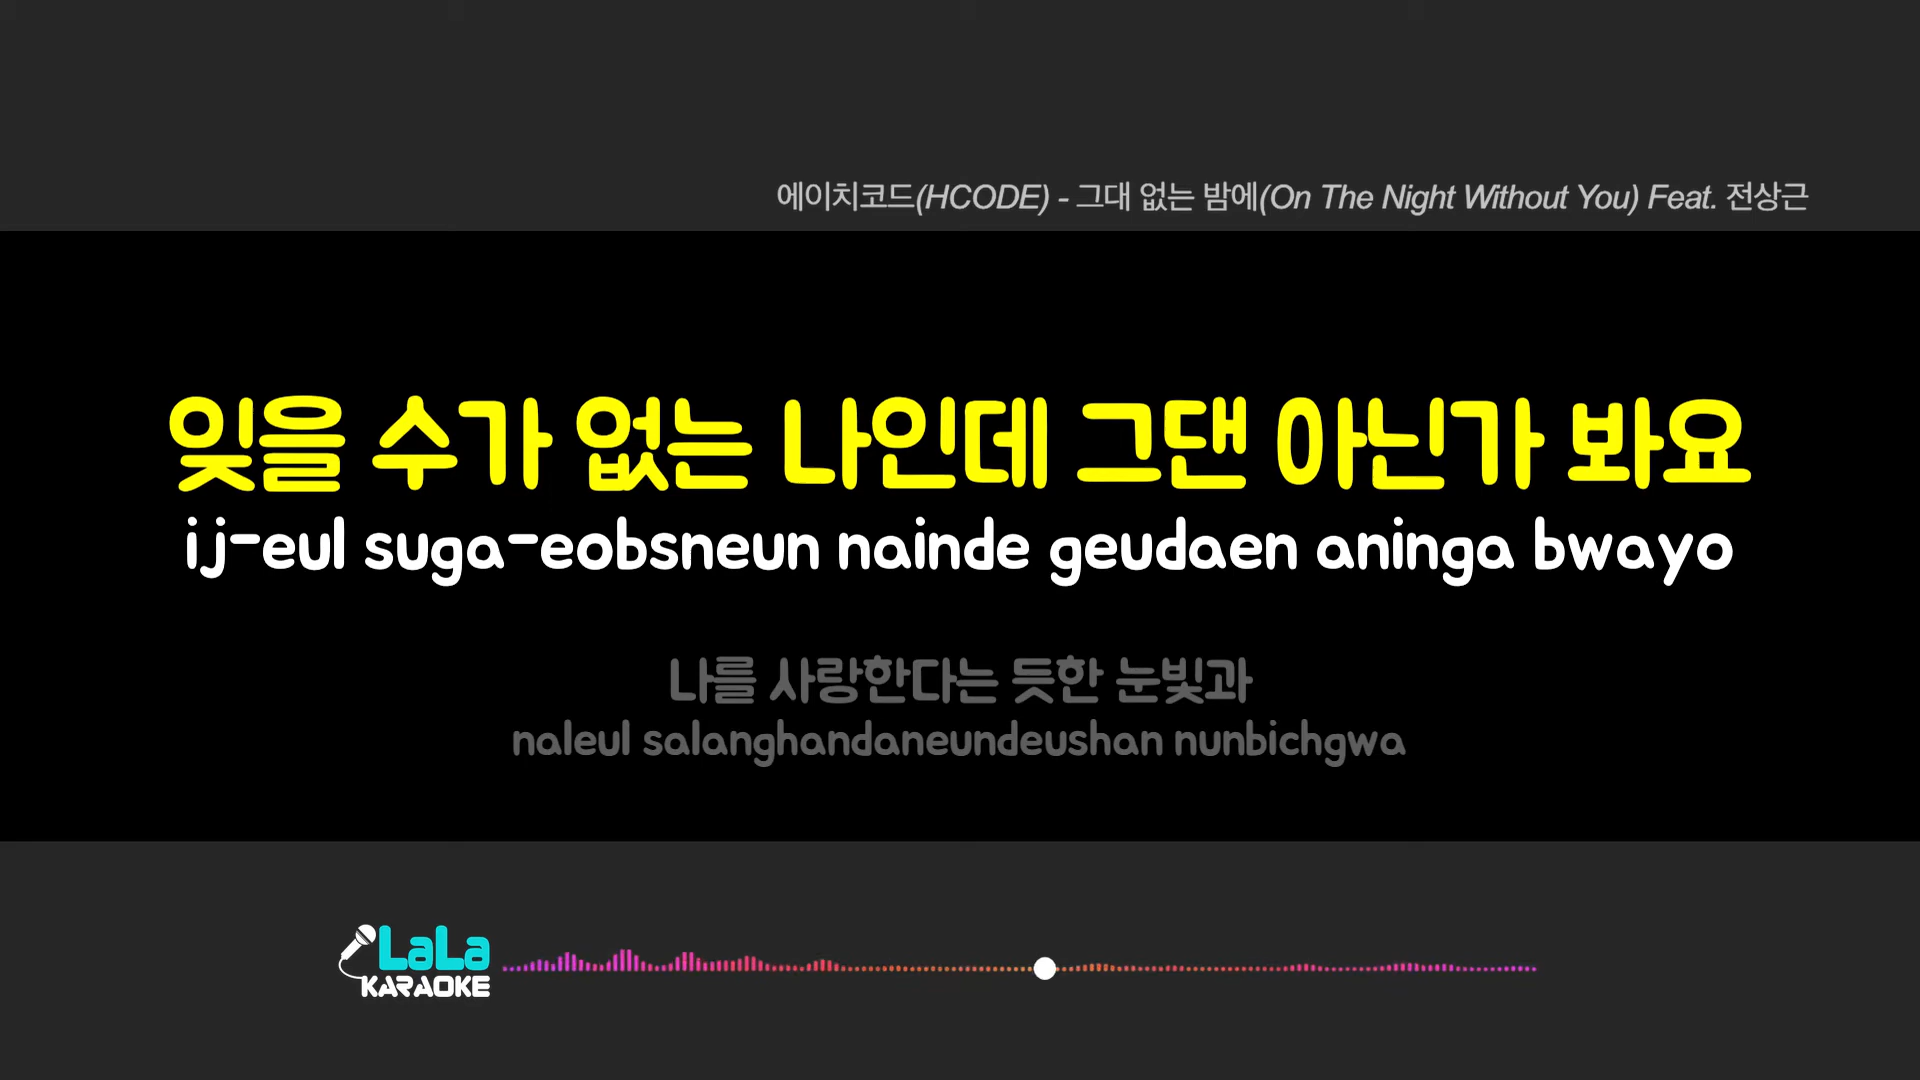 에이치코드(HCODE) - 그대 없는 밤에(On The Night Without You) Feat. 전상근
잊을 수가 없는 나인데 그댄 아닌가 봐요
ij-eul suga-eobsneun nainde geudaen aninga bwayo
나를 사랑한다는 듯한 눈빛과
naleul salanghandaneundeushan nunbichgwa
LaLa
KARAOKE